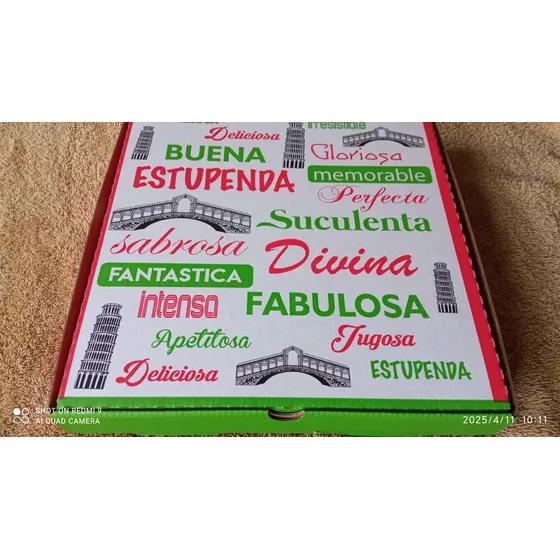 irresistible
Deliciosa
BUENA
Gloriosa
ESTUPENDA
memorable
Perfecta
Suculenta
sabrosa
Divina
FANTASTICA
intensa
FABULOSA
Apetitosa
Jugosa
Deliciosa
ESTUPENDA
SHOT ON REDMI 9
AI QUAD CAMERA
2025/4/11 10:11